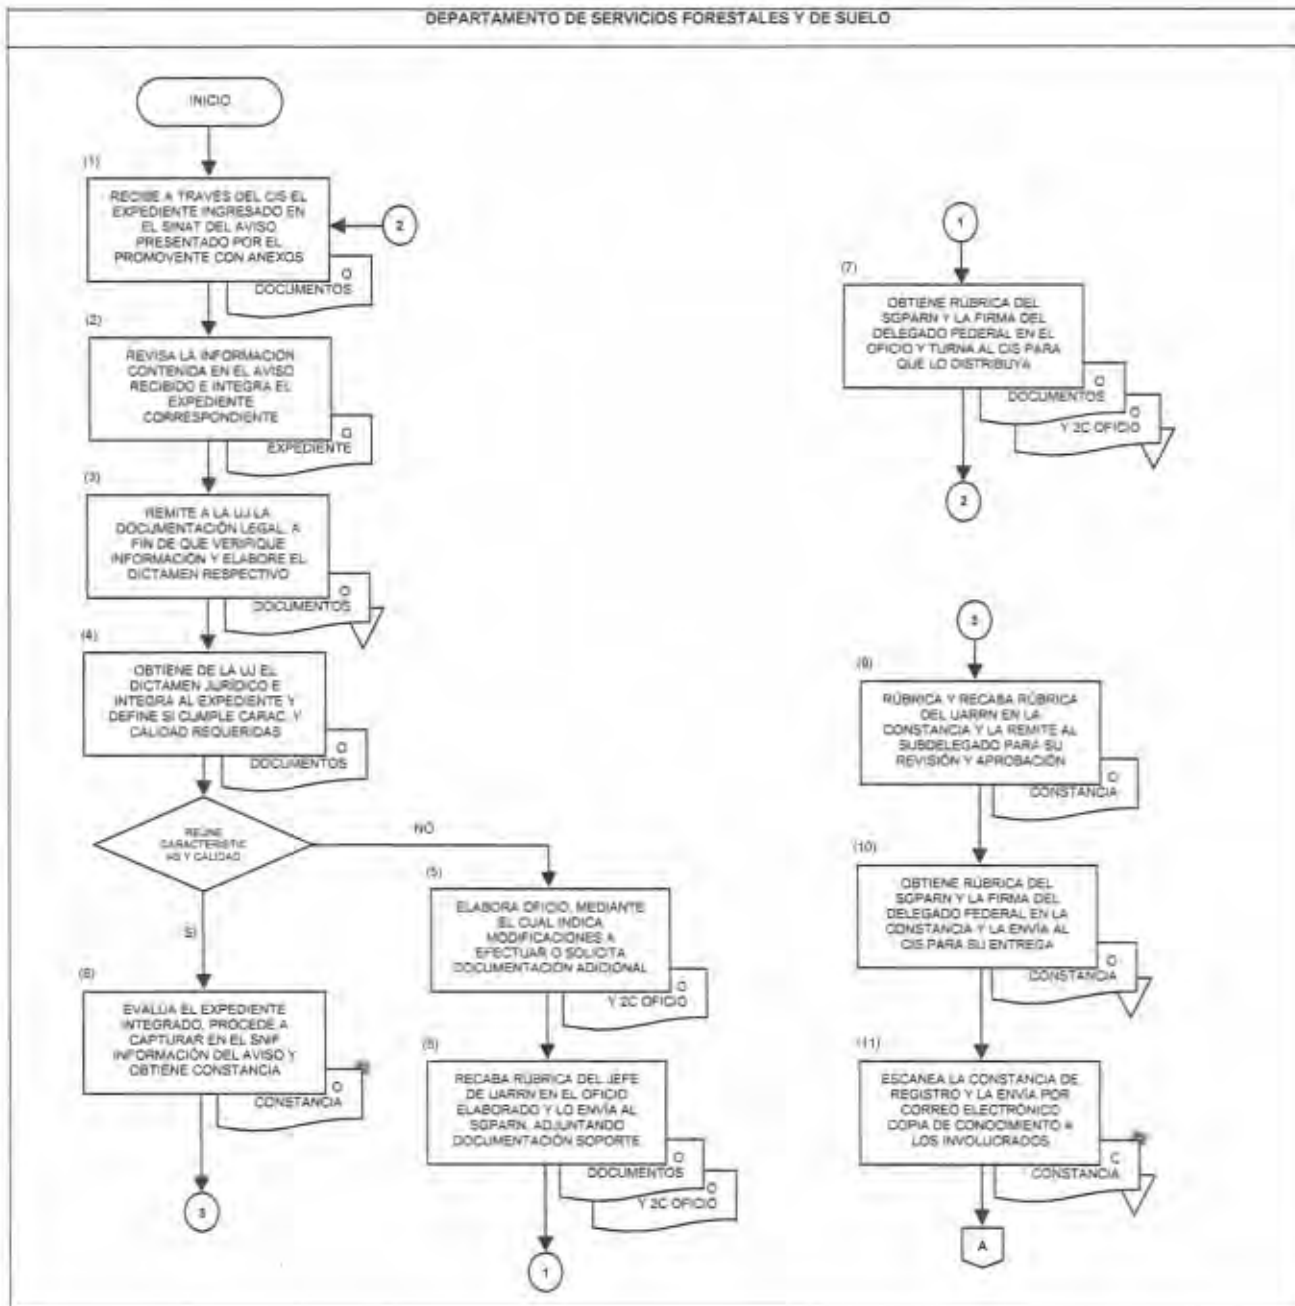 DEPARTAMENTO DE SERVICIOS FORESTALES Y DE SUELO
INICIO
(1)
RECIBE A TRAVÉS DEL CIS EL
EXPEDIENTE INGRESADO EN
EL SINAT DEL AVISO
PRESENTADO POR EL
PROMOVENTE CON ANEXOS
O
DOCUMENTOS
2
(2)
REVISA LA INFORMACIÓN
CONTENIDA EN EL AVISO
RECIBIDO E INTEGRA EL
EXPEDIENTE
CORRESPONDIENTE
O
EXPEDIENTE
(3)
REMITE A LA UJ LA
DOCUMENTACIÓN LEGAL, A
FIN DE QUE VERIFIQUE
INFORMACIÓN Y ELABORE EL
DICTAMEN RESPECTIVO
O
DOCUMENTOS
(4)
OBTIENE DE LA UJ EL
DICTAMEN JURÍDICO E
INTEGRA AL EXPEDIENTE Y
DEFINE SI CUMPLE CARAC. Y
CALIDAD REQUERIDAS
O
DOCUMENTOS
REÚNE
CARACTERISTIC
AS Y CALIDAD
NO
SÍ
(5)
ELABORA OFICIO, MEDIANTE
EL CUAL INDICA
MODIFICACIONES A
EFECTUAR O SOLICITA
DOCUMENTACIÓN ADICIONAL
O
Y 2C OFICIO
(6)
RECABA RÚBRICA DEL JEFE
DE UARRN EN EL OFICIO
ELABORADO Y LO ENVÍA AL
SGPARN, ADJUNTANDO
DOCUMENTACIÓN SOPORTE
O
DOCUMENTOS
O
Y 2C OFICIO
1
(8)
EVALÚA EL EXPEDIENTE
INTEGRADO, PROCEDE A
CAPTURAR EN EL SNIF
INFORMACIÓN DEL AVISO Y
OBTIENE CONSTANCIA
O
CONSTANCIA
3
1
(7)
OBTIENE RÚBRICA DEL
SGPARN Y LA FIRMA DEL
DELEGADO FEDERAL EN EL
OFICIO Y TURNA AL CIS PARA
QUE LO DISTRIBUYA
O
DOCUMENTOS
O
Y 2C OFICIO
2
3
(9)
RÚBRICA Y RECABA RÚBRICA
DEL UARRN EN LA
CONSTANCIA Y LA REMITE AL
SUBDELEGADO PARA SU
REVISIÓN Y APROBACIÓN
O
CONSTANCIA
(10)
OBTIENE RÚBRICA DEL
SGPARN Y LA FIRMA DEL
DELEGADO FEDERAL EN LA
CONSTANCIA Y LA ENVÍA AL
CIS PARA SU ENTREGA
O
CONSTANCIA
(11)
ESCANEA LA CONSTANCIA DE
REGISTRO Y LA ENVÍA POR
CORREO ELECTRÓNICO
COPIA DE CONOCIMIENTO A
LOS INVOLUCRADOS
C
CONSTANCIA
A